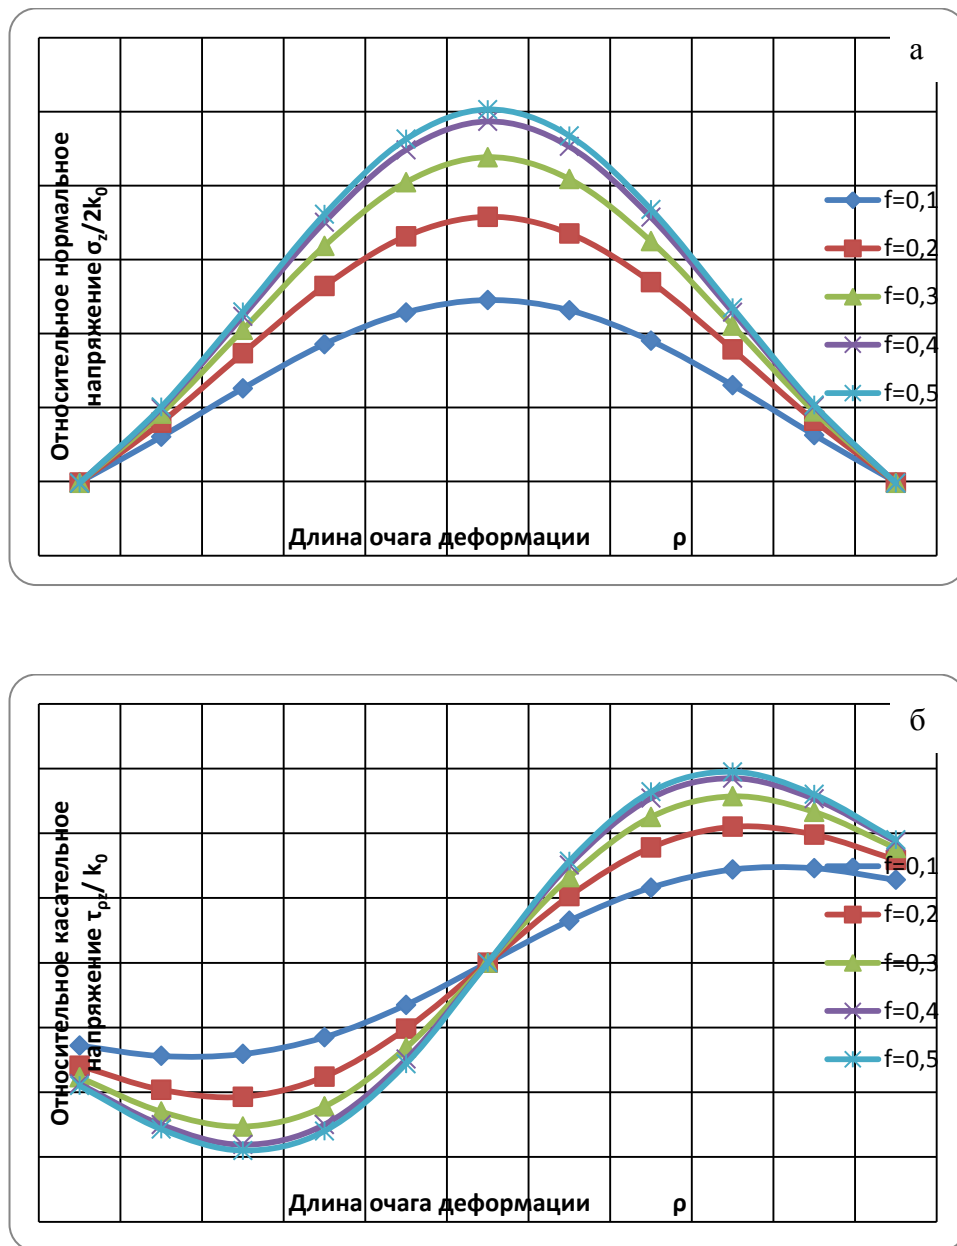 а
Относительное нормальное
напряжение σz/2k0
f=0,1
f=0,2
f=0,3
f=0,4
f=0,5
Длина очага деформации ρ
б
Относительное касательное
напряжение τρz/ k0
f=0,1
f=0,2
f=0,3
f=0,4
f=0,5
Длина очага деформации ρ